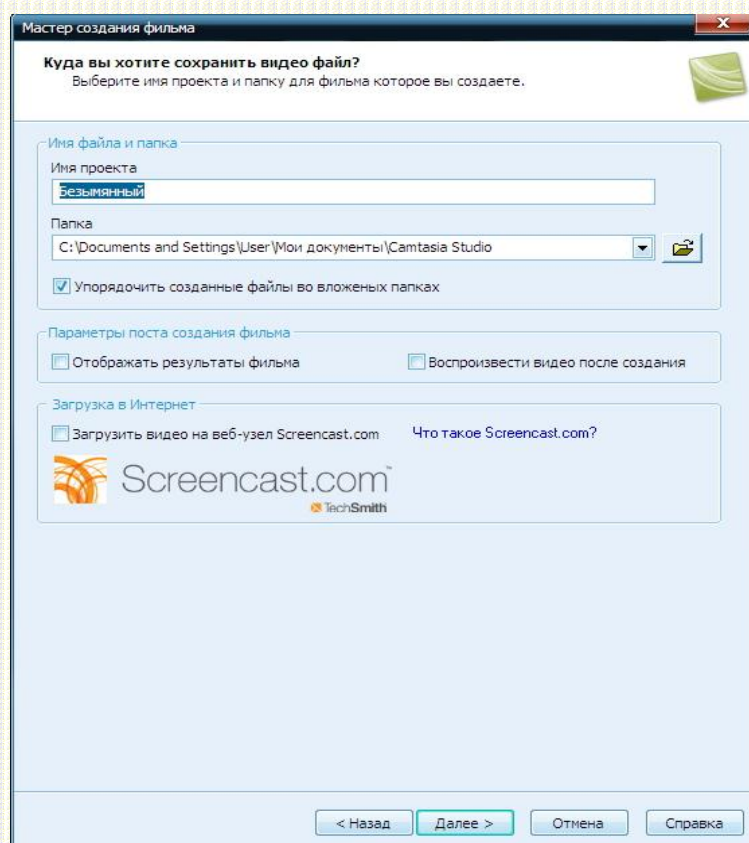 Мастер создания фильма
Куда вы хотите сохранить видео файл?
Выберите имя проекта и папку для фильма которое вы создаете.
Имя файла и папка
Имя проекта
Безымянный
Папка
C:\Documents and Settings\User\Мои документы\Camtasia Studio
Упорядочить созданные файлы во вложеных папках
Параметры поста создания фильма
Отображать результаты фильма Воспроизвести видео после создания
Загрузка в Интернет
Загрузить видео на веб-узел Screencast.com Что такое Screencast.com?
Screencast.com™
TechSmith
< Назад Далее > Отмена Справка